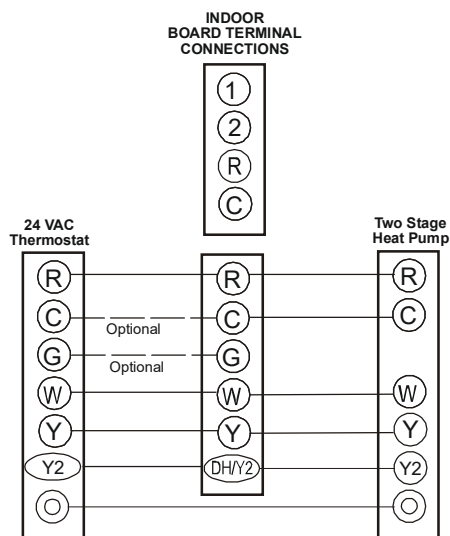 INDOOR
BOARD TERMINAL
CONNECTIONS
1
2
R
C
24 VAC
Thermostat
Two Stage
Heat Pump
R R R
C Optional C C
G Optional G
W W W
Y Y Y
Y2 DH/Y2 Y2
O O